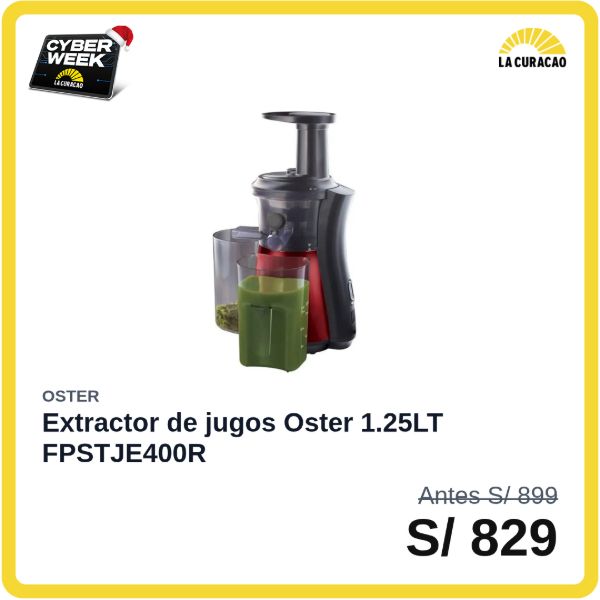 CYBER
WEEK
LA CURACAO
LA CURACAO
OSTER
Extractor de jugos Oster 1.25LT
FPSTJE400R
Antes S/ 899
S/ 829